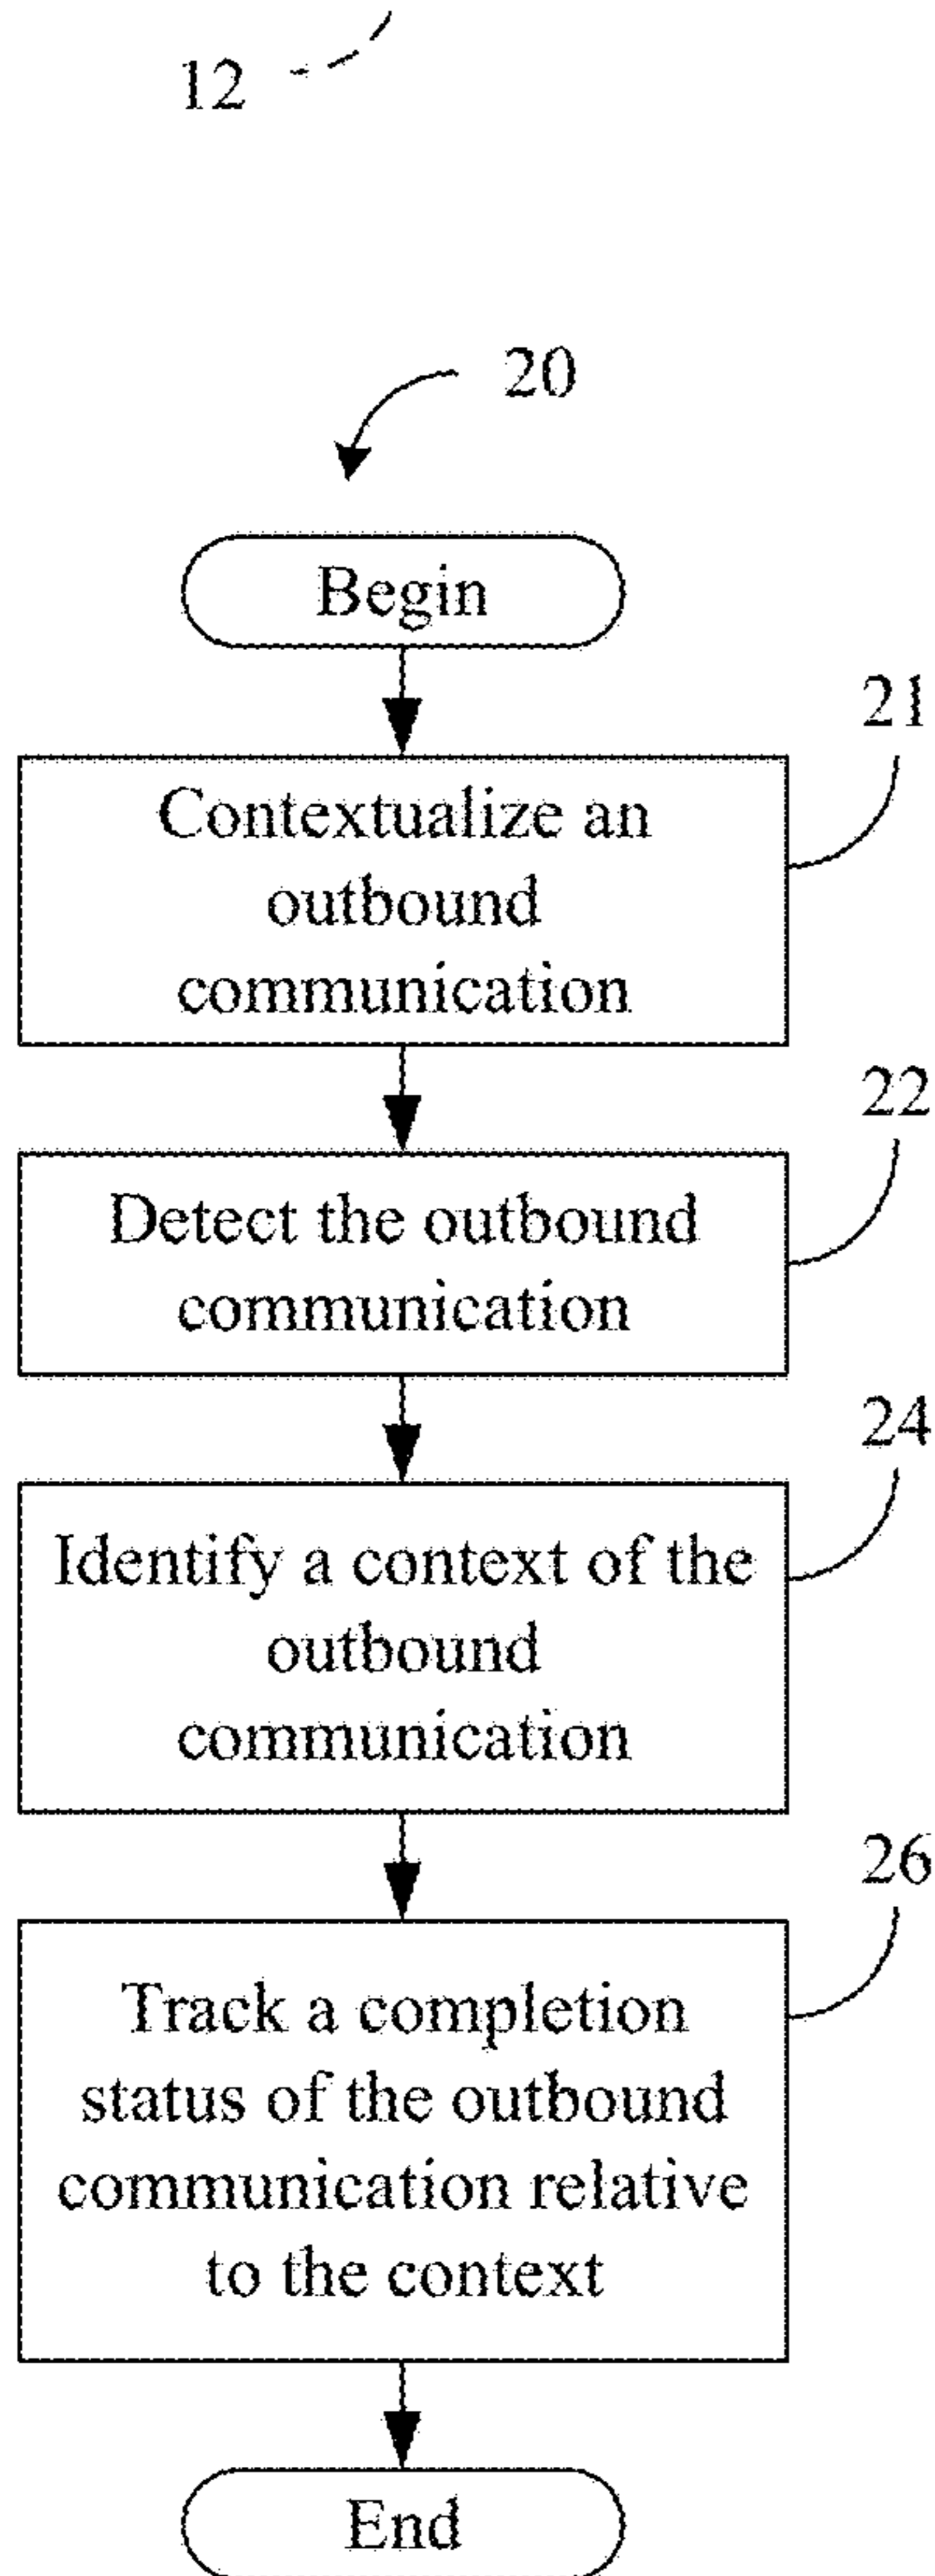 12
20
Begin
21
Contextualize an
outbound
communication
22
Detect the outbound
communication
24
Identify a context of the
outbound
communication
26
Track a completion
status of the outbound
communication relative
to the context
End